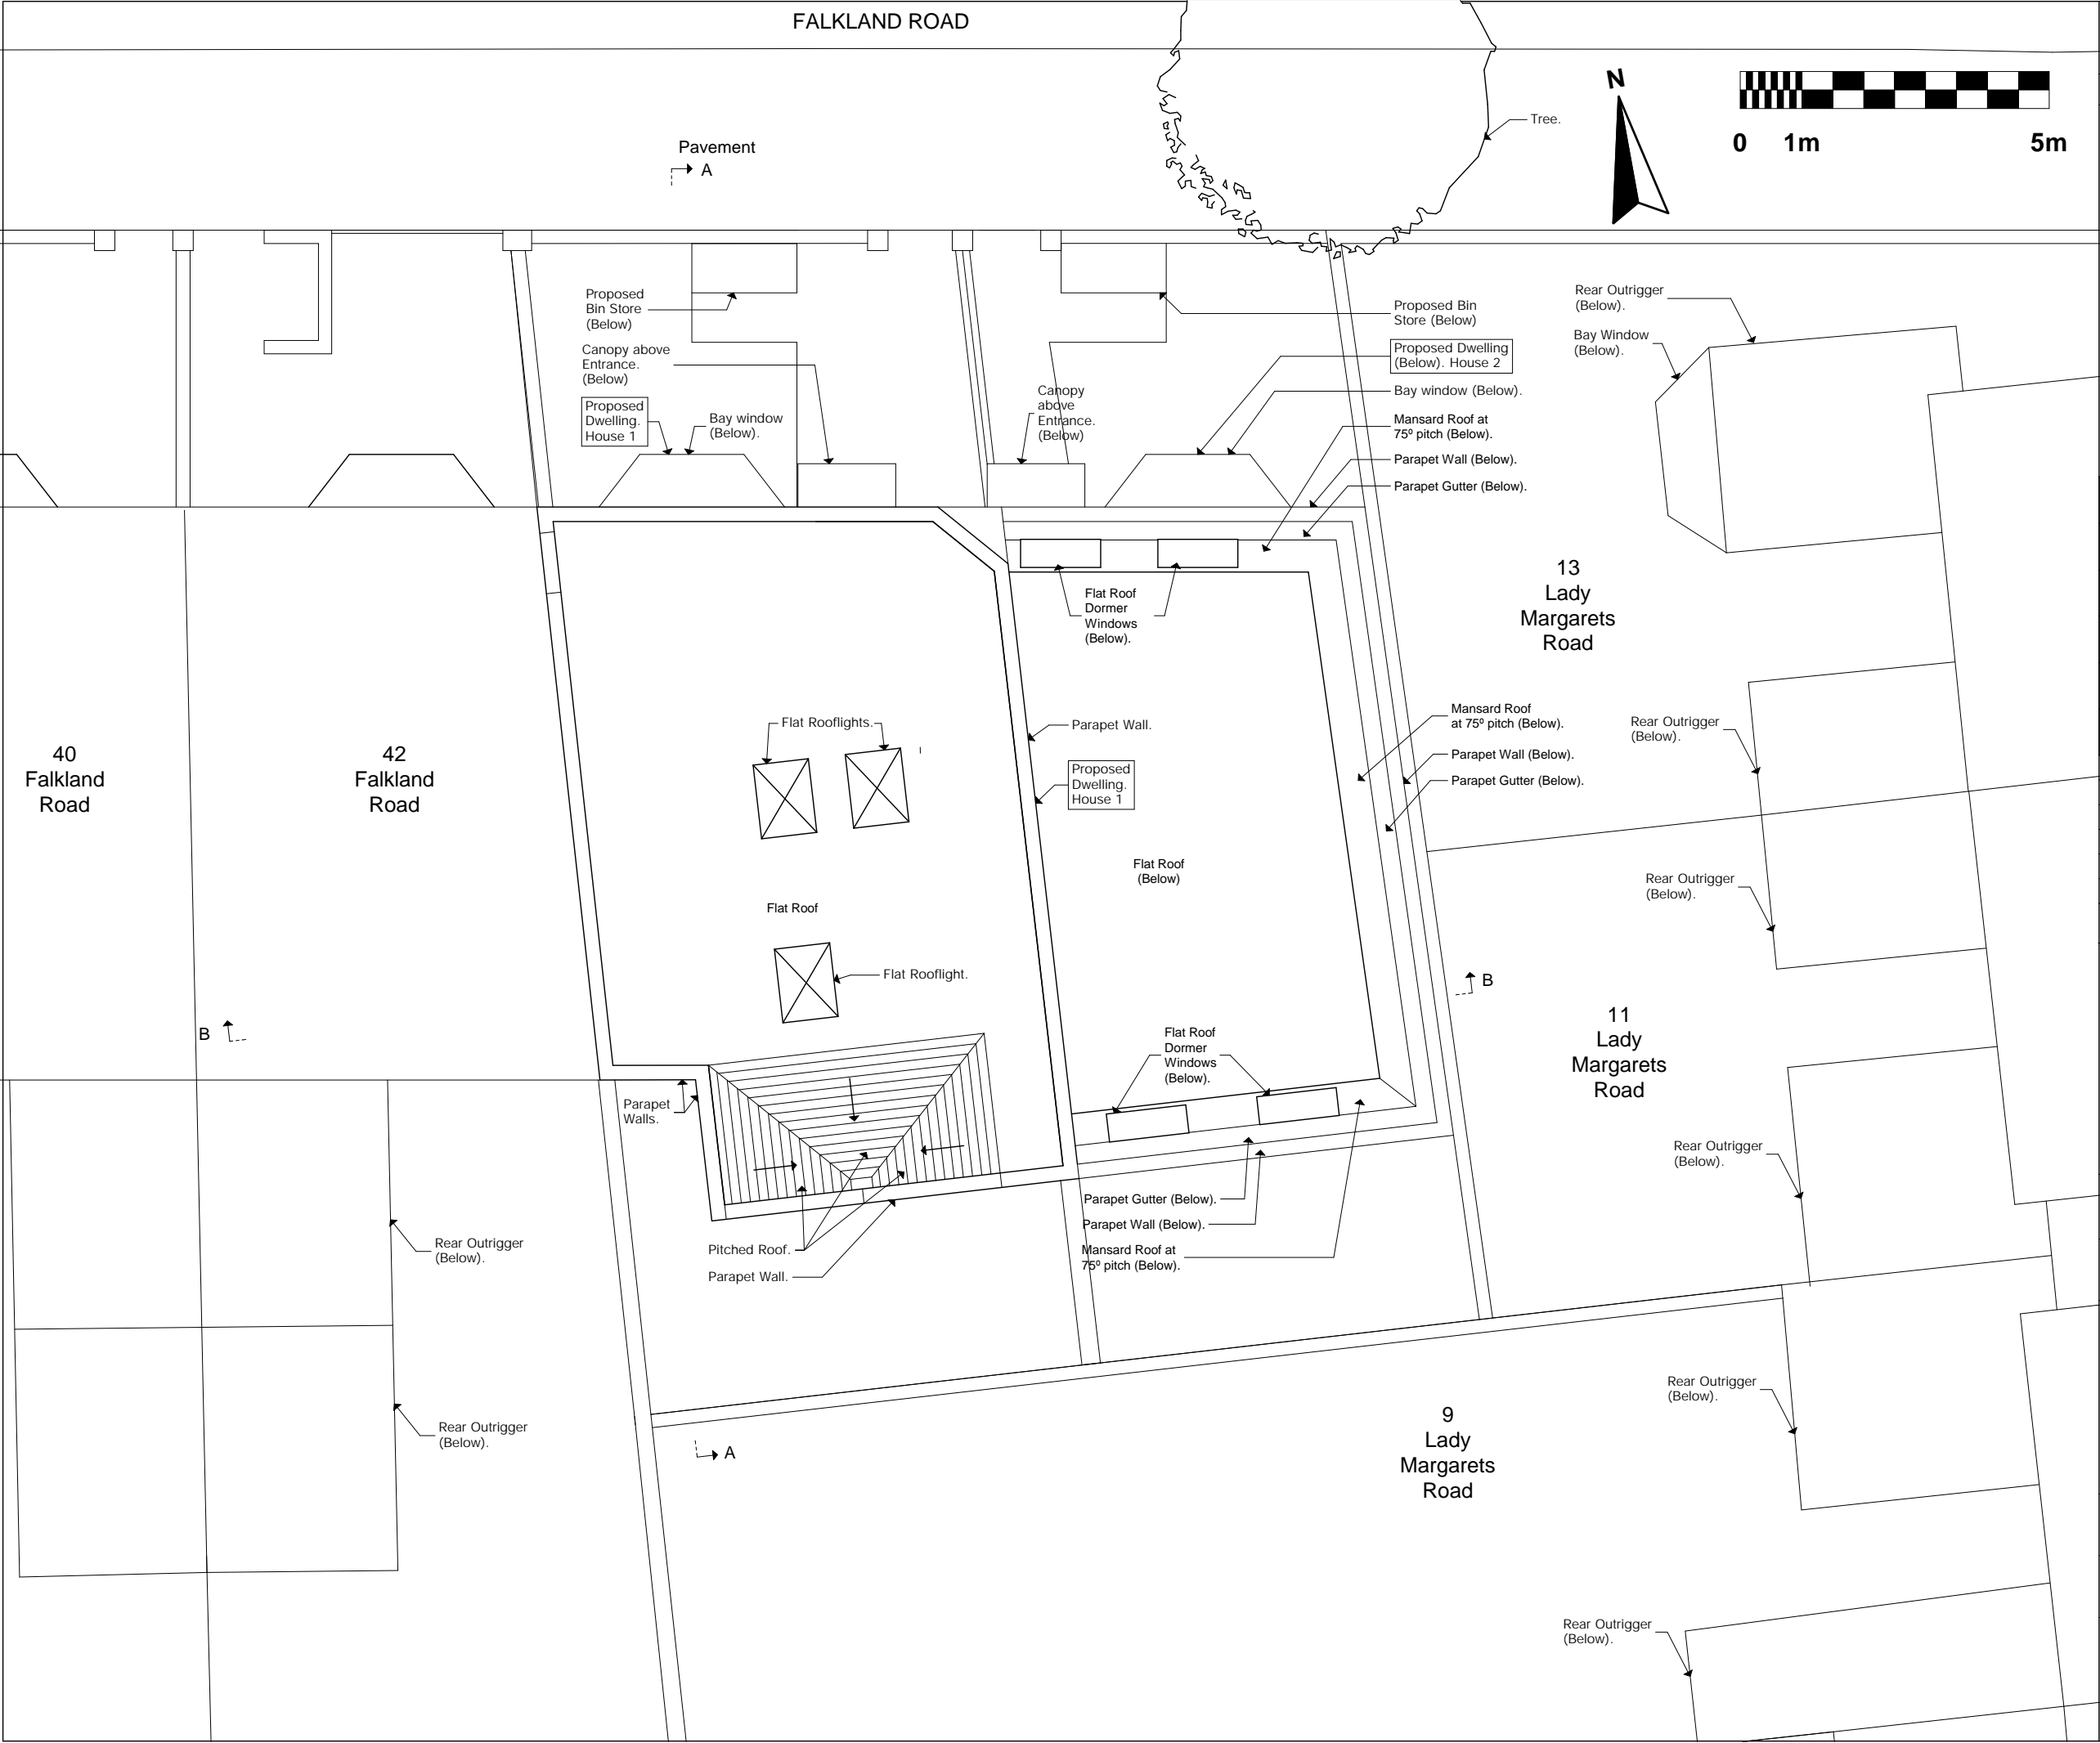 FALKLAND ROAD
N
0 1m 5m
Tree.
Pavement
A
Proposed
Bin Store
(Below)
Canopy above
Entrance.
(Below)
Proposed
Dwelling.
House 1
Bay window
(Below).
Canopy
above
Entrance.
(Below)
Proposed Bin
Store (Below)
Proposed Dwelling
(Below). House 2
Bay window (Below).
Mansard Roof at
75º pitch (Below).
Parapet Wall (Below).
Parapet Gutter (Below).
Rear Outrigger
(Below).
Bay Window
(Below).
Flat Roof
Dormer
Windows
(Below).
13
Lady
Margarets
Road
40
Falkland
Road
42
Falkland
Road
Flat Rooflights.
Parapet Wall.
Proposed
Dwelling.
House 1
Mansard Roof
at 75º pitch (Below).
Parapet Wall (Below).
Parapet Gutter (Below).
Rear Outrigger
(Below).
Flat Roof
(Below)
Flat Roof
Flat Rooflight.
Rear Outrigger
(Below).
B
B
11
Lady
Margarets
Road
Flat Roof
Dormer
Windows
(Below).
Parapet
Walls.
Rear Outrigger
(Below).
Parapet Gutter (Below).
Parapet Wall (Below).
Mansard Roof at
75º pitch (Below).
Pitched Roof.
Parapet Wall.
Rear Outrigger
(Below).
Rear Outrigger
(Below).
Rear Outrigger
(Below).
9
Lady
Margarets
Road
A
Rear Outrigger
(Below).